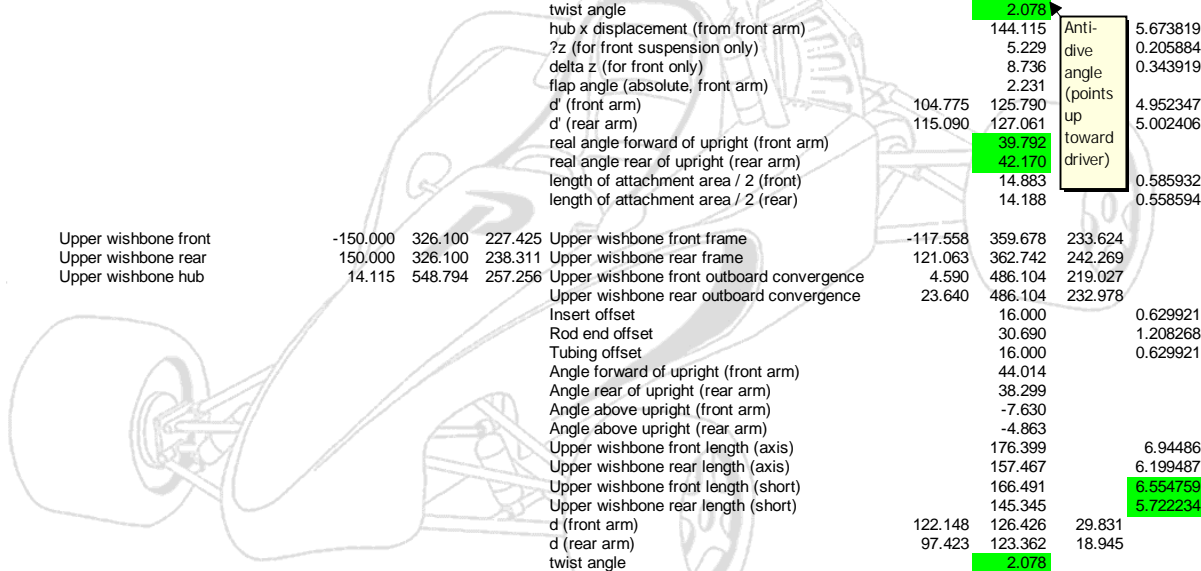 twist angle 2.078
hub x displacement (from front arm) 144.115 5.673819
?z (for front suspension only) 5.229 0.205884
delta z (for front only) 8.736 0.343919
flap angle (absolute, front arm) 2.231
d' (front arm) 104.775 125.790 4.952347
d' (rear arm) 115.090 127.061 5.002406
real angle forward of upright (front arm) 39.792
real angle rear of upright (rear arm) 42.170
length of attachment area / 2 (front) 14.883 0.585932
length of attachment area / 2 (rear) 14.188 0.558594
Anti-
dive
angle
(points
up
toward
driver)
Upper wishbone front -150.000 326.100 227.425 Upper wishbone front frame -117.558 359.678 233.624
Upper wishbone rear 150.000 326.100 238.311 Upper wishbone rear frame 121.063 362.742 242.269
Upper wishbone hub 14.115 548.794 257.256 Upper wishbone front outboard convergence 4.590 486.104 219.027
Upper wishbone rear outboard convergence 23.640 486.104 232.978
Insert offset 16.000 0.629921
Rod end offset 30.690 1.208268
Tubing offset 16.000 0.629921
Angle forward of upright (front arm) 44.014
Angle rear of upright (rear arm) 38.299
Angle above upright (front arm) -7.630
Angle above upright (rear arm) -4.863
Upper wishbone front length (axis) 176.399 6.94486
Upper wishbone rear length (axis) 157.467 6.199487
Upper wishbone front length (short) 166.491 6.554759
Upper wishbone rear length (short) 145.345 5.722234
d (front arm) 122.148 126.426 29.831
d (rear arm) 97.423 123.362 18.945
twist angle 2.078